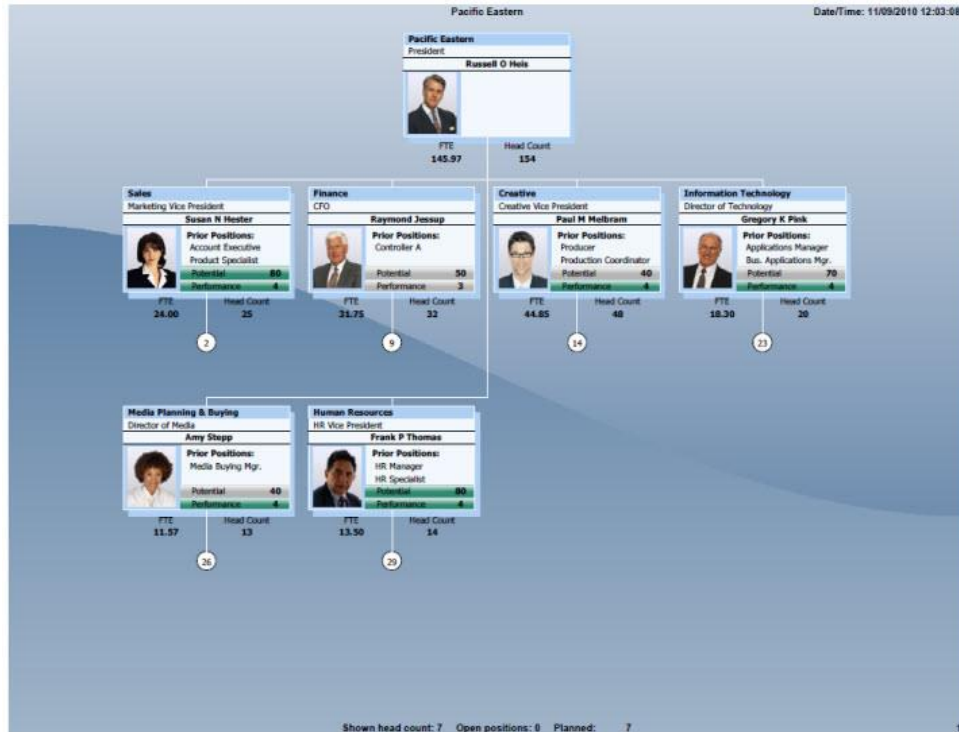 Pacific Eastern
Date/Time: 11/09/2010 12:03:08
Pacific Eastern
President
Russell O Heis
FTE Head Count
145.97 154
Sales
Marketing Vice President
Susan N Hester
Prior Positions:
Account Executive
Product Specialist
Potential 80
Performance 4
FTE Head Count
24.00 25
2
Finance
CFO
Raymond Jessup
Prior Positions:
Controller A
Potential 50
Performance 3
FTE Head Count
31.75 32
9
Creative
Creative Vice President
Paul M Melbram
Prior Positions:
Producer
Production Coordinator
Potential 40
Performance 4
FTE Head Count
44.85 48
14
Information Technology
Director of Technology
Gregory K Pink
Prior Positions:
Applications Manager
Bus. Applications Mgr.
Potential 70
Performance 4
FTE Head Count
18.30 20
23
Media Planning & Buying
Director of Media
Amy Stepp
Prior Positions:
Media Buying Mgr.
Potential 40
Performance 4
FTE Head Count
11.57 13
26
Human Resources
HR Vice President
Frank P Thomas
Prior Positions:
HR Manager
HR Specialist
Potential 80
Performance 4
FTE Head Count
13.50 14
29
Shown head count: 7 Open positions: 0 Planned: 7
1